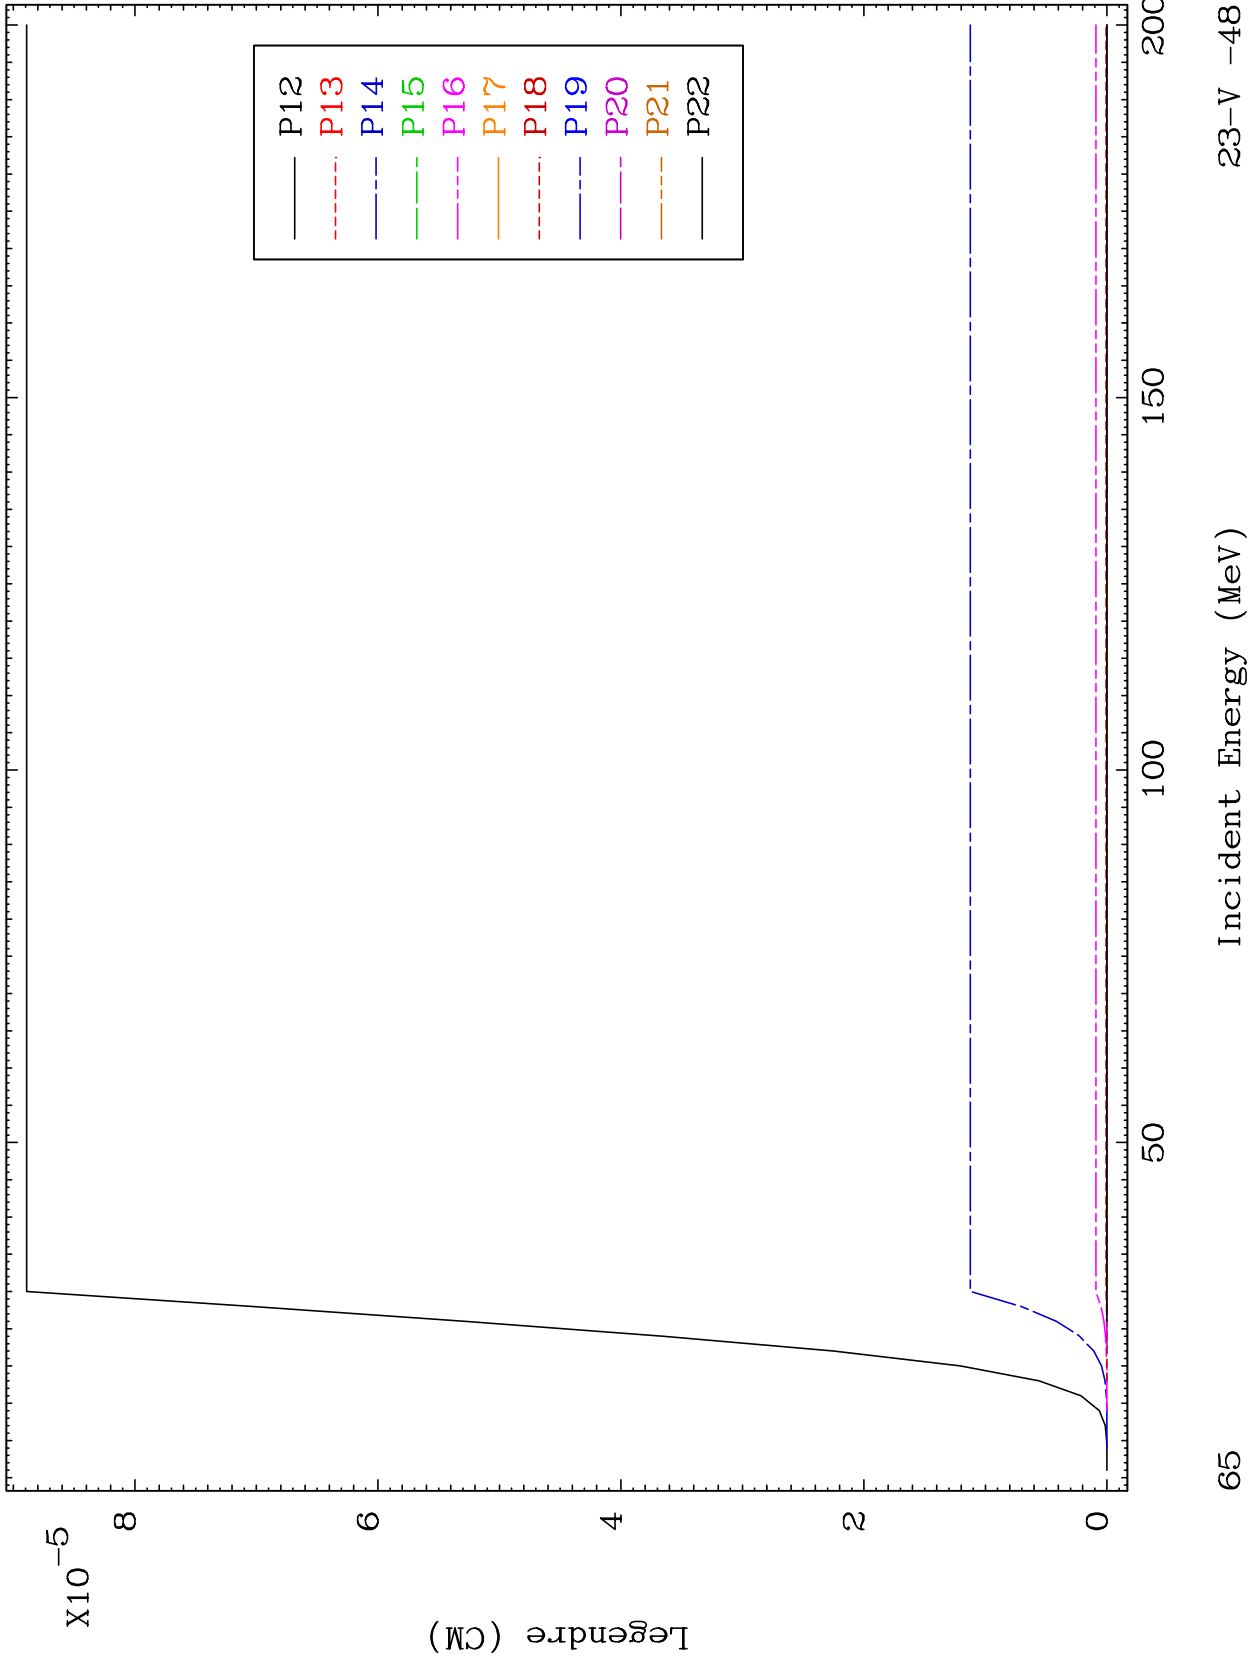 X10-5
8
6
4
2
0
Legendre (CM)
P12
P13
P14
P15
P16
P17
P18
P19
P20
P21
P22
50
100
150
200
Incident Energy (MeV)
65
23-V -48